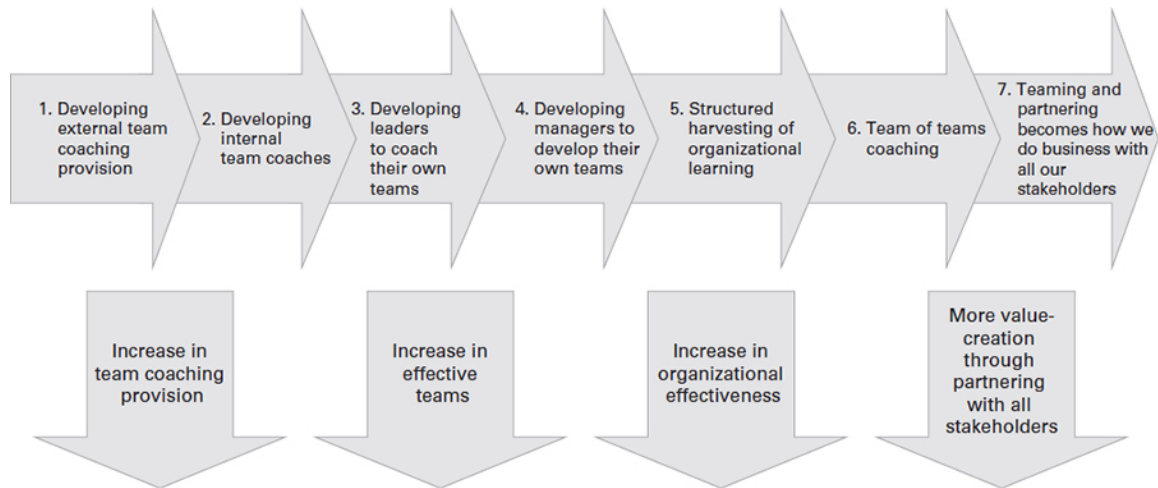 1. Developing
external team
coaching
provision
2. Developing
internal
team coaches
3. Developing
leaders
to coach
their own
teams
4. Developing
managers to
develop their
own teams
5. Structured
harvesting of
organizational
learning
6. Team of teams
coaching
7. Teaming and
partnering
becomes how we
do business with
all our
stakeholders
Increase in
team coaching
provision
Increase in
effective
teams
Increase in
organizational
effectiveness
More value-
creation
through
partnering
with all
stakeholders